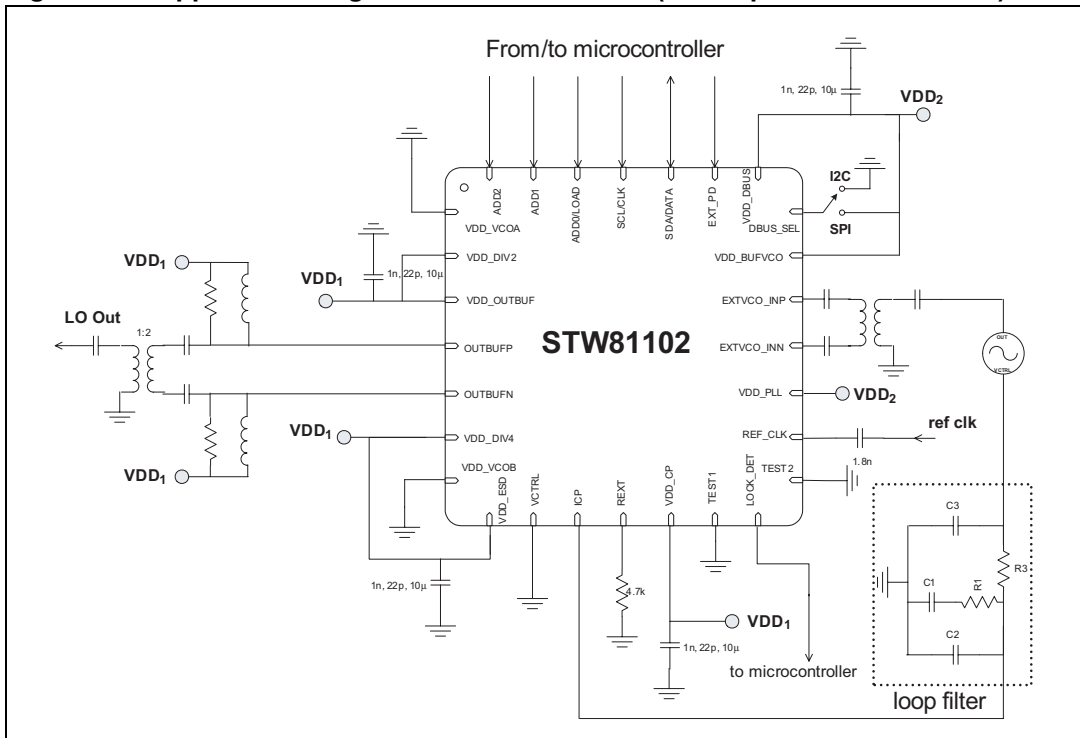 From/to microcontroller
1n, 22p, 10µ
VDD2
ADD2
ADD1
ADD0/LOAD
SCL/CLK
SDA/DATA
EXT_PD
VDD_DBUS
I2C
SPI
DBUS_SEL
VDD_VCOA
VDD_DIV2
VDD_BUFVCO
VDD1
1n, 22p, 10µ
VDD1
VDD_OUTBUF
EXTVCO_INP
LO Out
1:2
OUTBUFP
STW81102
EXTVCO_INN
OUT
VCTRL
OUTBUFN
VDD_PLL
VDD2
VDD1
VDD_DIV4
REF_CLK
ref clk
1.8n
VDD1
VDD_VCOB
TEST2
VDD_ESD
VCTRL
ICP
REXT
VDD_CP
TEST1
LOCK_DET
C3
R3
C1
R1
C2
1n, 22p, 10µ
4.7k
VDD1
1n, 22p, 10µ
to microcontroller
loop filter